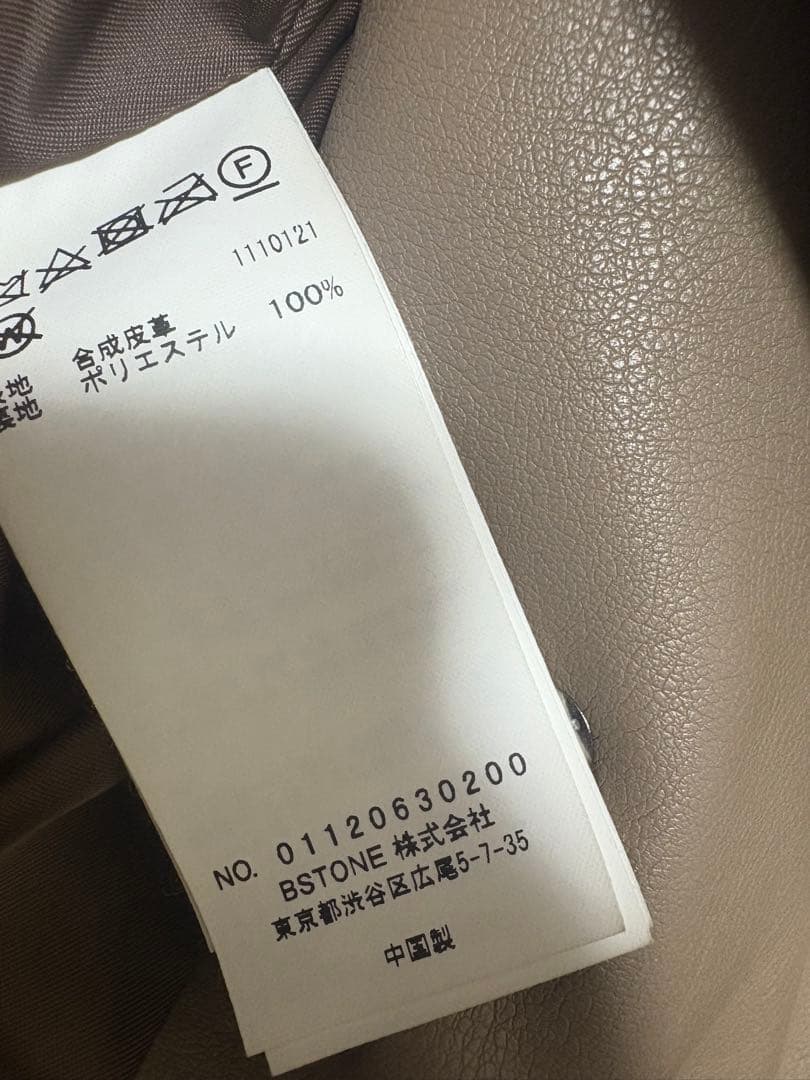 F
1110121
W
表地 合成皮革
裏地 ポリエステル 100%
NO. 01120630200
BSTONE 株式会社
東京都渋谷区広尾5-7-35
中国製